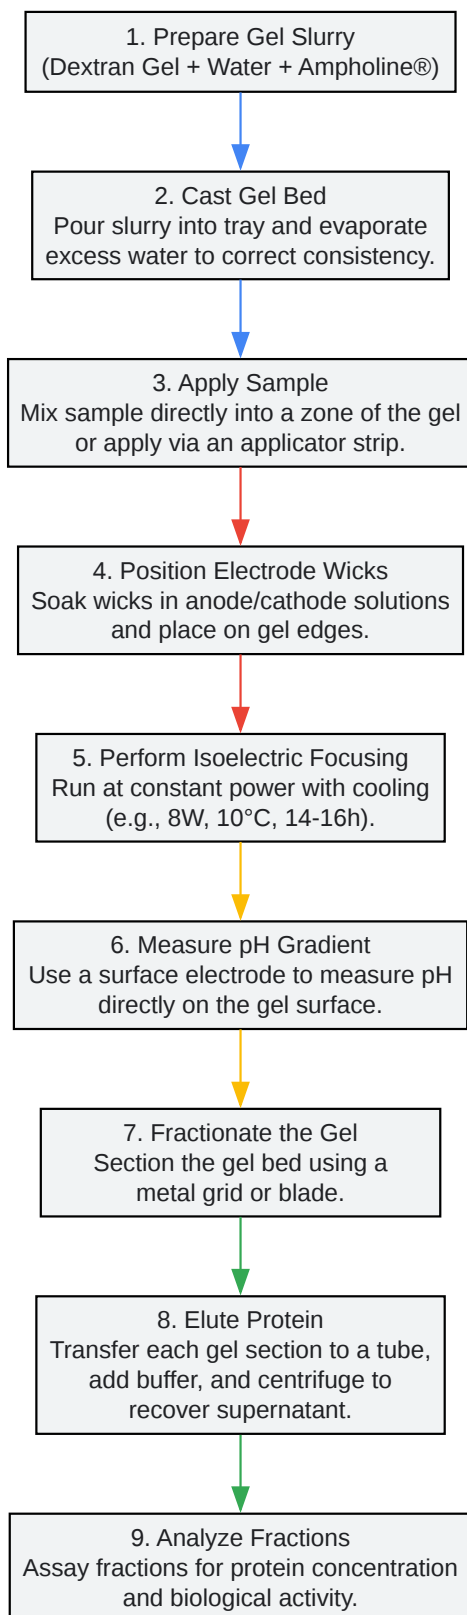 1. Prepare Gel Slurry
(Dextran Gel + Water + Ampholine®)
2. Cast Gel Bed
Pour slurry into tray and evaporate
excess water to correct consistency.
3. Apply Sample
Mix sample directly into a zone of the gel
or apply via an applicator strip.
4. Position Electrode Wicks
Soak wicks in anode/cathode solutions
and place on gel edges.
5. Perform Isoelectric Focusing
Run at constant power with cooling
(e.g., 8W, 10°C, 14-16h).
6. Measure pH Gradient
Use a surface electrode to measure pH
directly on the gel surface.
7. Fractionate the Gel
Section the gel bed using a
metal grid or blade.
8. Elute Protein
Transfer each gel section to a tube,
add buffer, and centrifuge to
recover supernatant.
9. Analyze Fractions
Assay fractions for protein concentration
and biological activity.